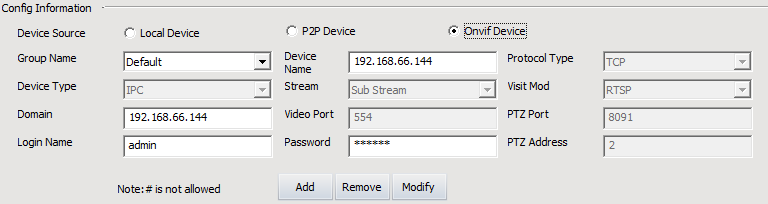 Config Information
Device Source Local Device P2P Device Onvif Device
Group Name Default Device Name 192.168.66.144 Protocol Type TCP
Device Type IPC Stream Sub Stream Visit Mod RTSP
Domain 192.168.66.144 Video Port 554 PTZ Port 8091
Login Name admin Password ****** PTZ Address 2
Note: # is not allowed Add Remove Modify